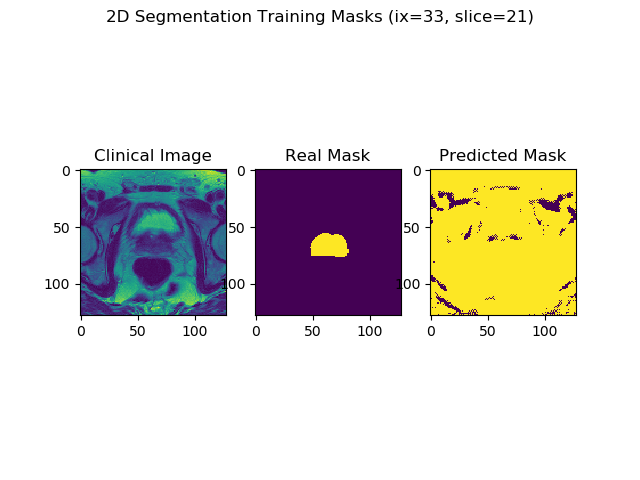 2D Segmentation Training Masks (ix=33, slice=21)
Clinical Image Real Mask Predicted Mask
0 0 0
50 50 50
100 100 100
0 50 100 0 50 100 0 50 100